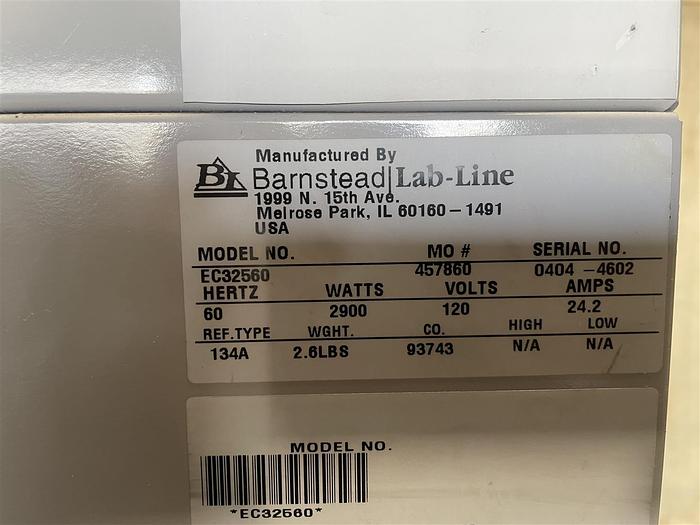 Manufactured By
BL Barnstead|Lab-Line
1999 N. 15th Ave.
Melrose Park, IL 60160-1491
USA
MODEL NO. MO # SERIAL NO.
EC32560 457860 0404-4602
HERTZ WATTS VOLTS AMPS
60 2900 120 24.2
REF.TYPE WGHT. CO. HIGH LOW
134A 2.6LBS 93743 N/A N/A
MODEL NO.
*EC32560*